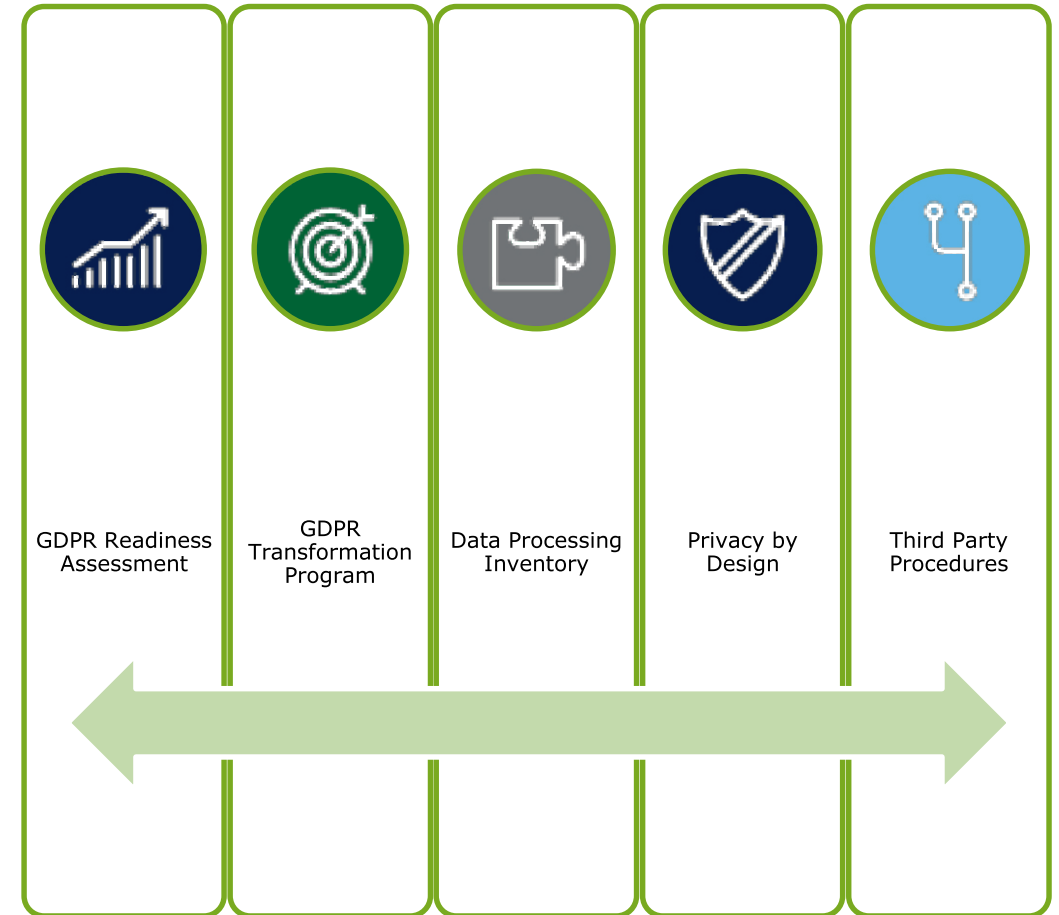 GDPR Readiness
Assessment
GDPR
Transformation
Program
Data Processing
Inventory
Privacy by
Design
Third Party
Procedures